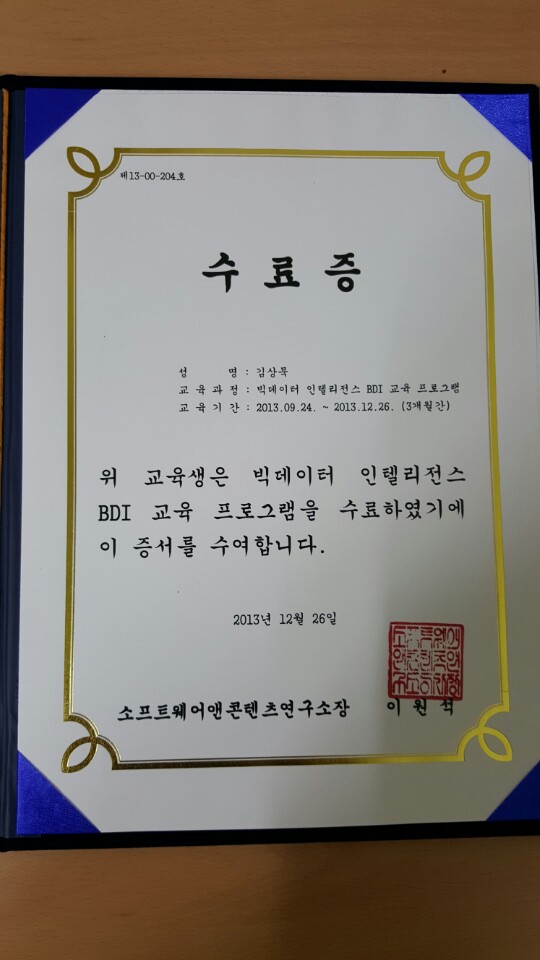 제13-00-204호
수 료 증
성 명 : 김상목
교 육 과 정 : 빅데이터 인텔리전스 BDI 교육 프로그램
교 육 기 간 : 2013.09.24. ~ 2013.12.26. (3개월간)
위 교육생은 빅데이터 인텔리전스
BDI 교육 프로그램을 수료하였기에
이 증서를 수여합니다.
2013년 12월 26일
소프트웨어앤콘텐츠연구소장 이 원 석